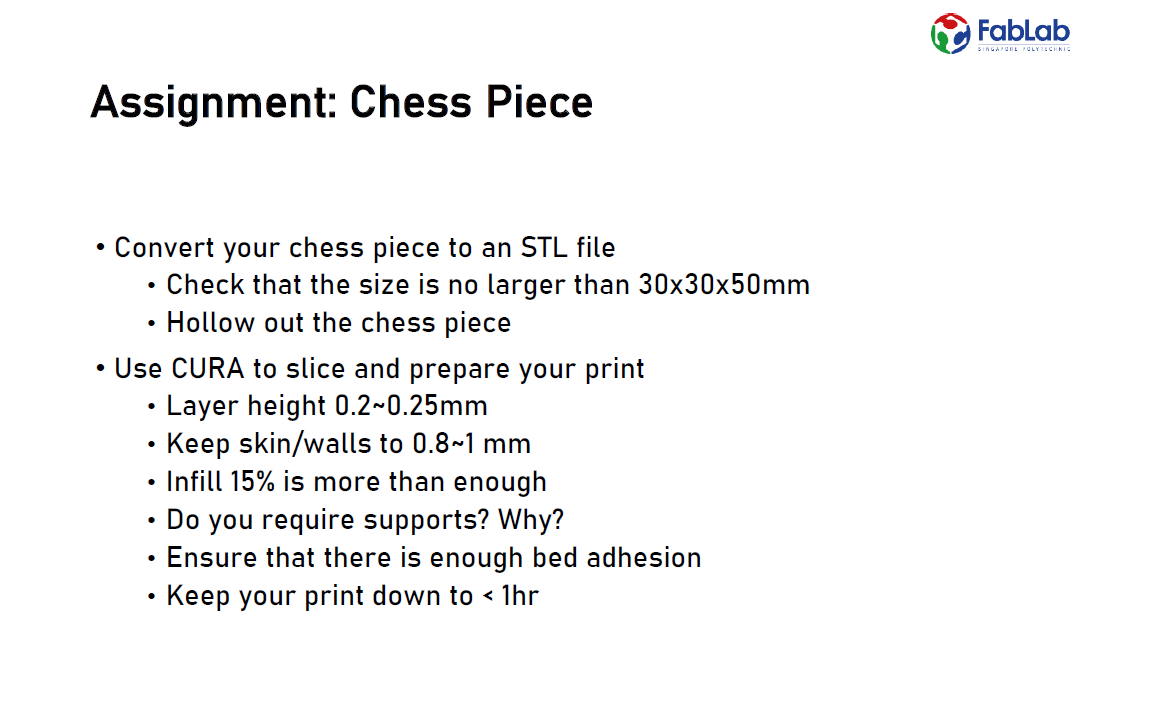 FabLab
SINGAPORE POLYTECHNIC
Assignment: Chess Piece
• Convert your chess piece to an STL file
• Check that the size is no larger than 30x30x50mm
• Hollow out the chess piece
• Use CURA to slice and prepare your print
• Layer height 0.2~0.25mm
• Keep skin/walls to 0.8~1 mm
• Infill 15% is more than enough
• Do you require supports? Why?
• Ensure that there is enough bed adhesion
• Keep your print down to < 1hr